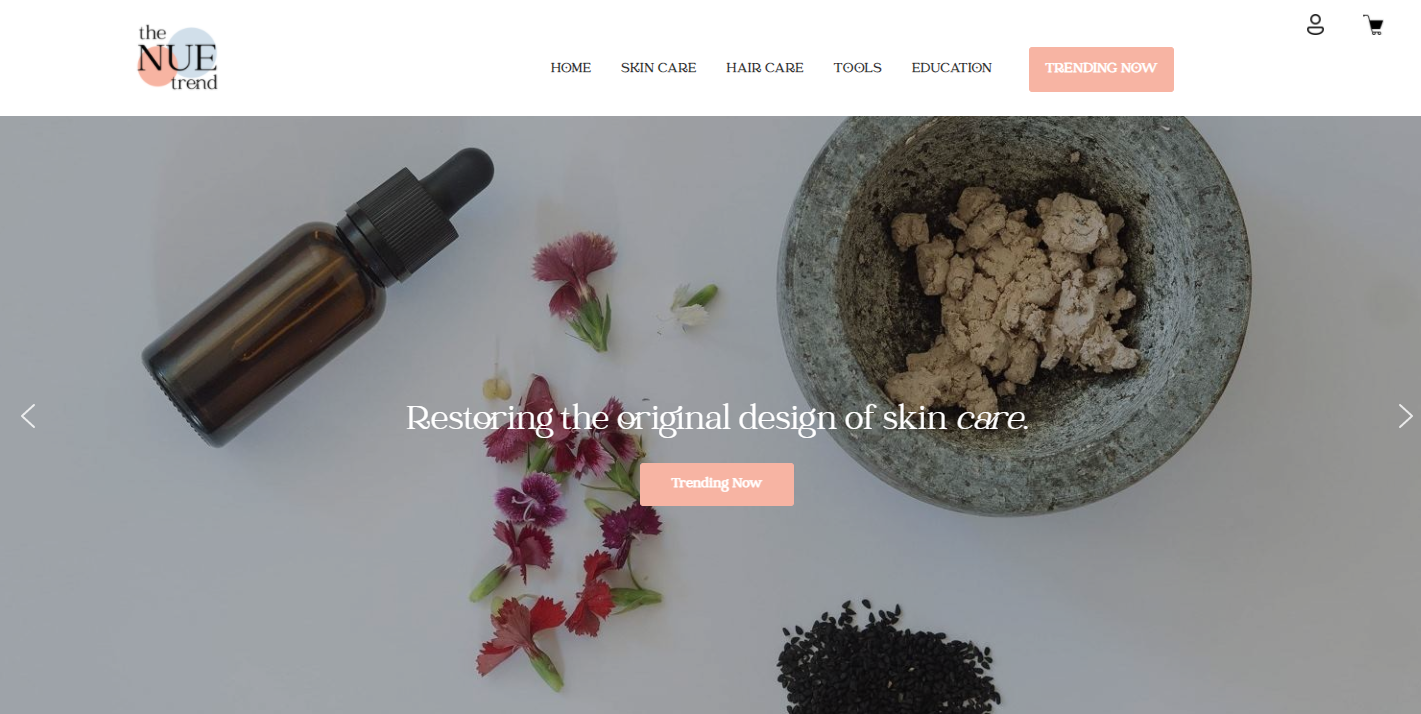 the
NUE
trend
HOME SKIN CARE HAIR CARE TOOLS EDUCATION TRENDING NOW
Restoring the original design of skin care.
Trending Now